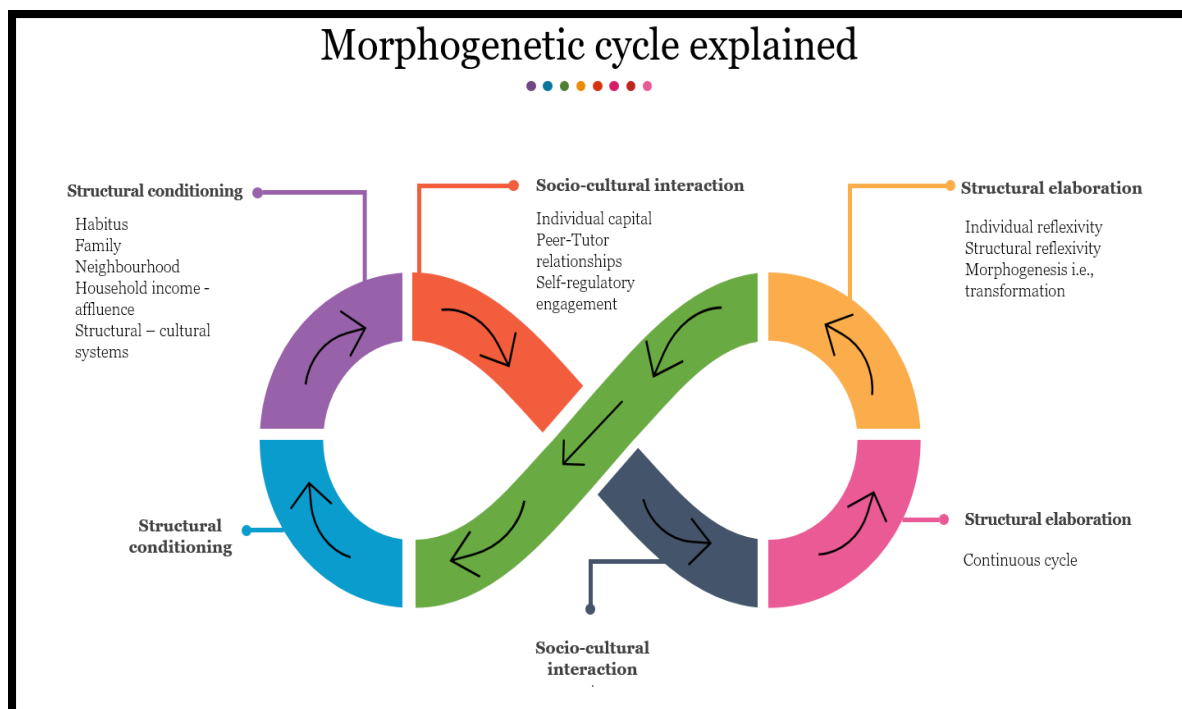 Morphogenetic cycle explained
Structural conditioning
Habitus
Family
Neighbourhood
Household income -
affluence
Structural – cultural
systems
Socio-cultural interaction
Individual capital
Peer-Tutor
relationships
Self-regulatory
engagement
Structural elaboration
Individual reflexivity
Structural reflexivity
Morphogenesis i.e.,
transformation
Structural
conditioning
Socio-cultural
interaction
.
Structural elaboration
Continuous cycle